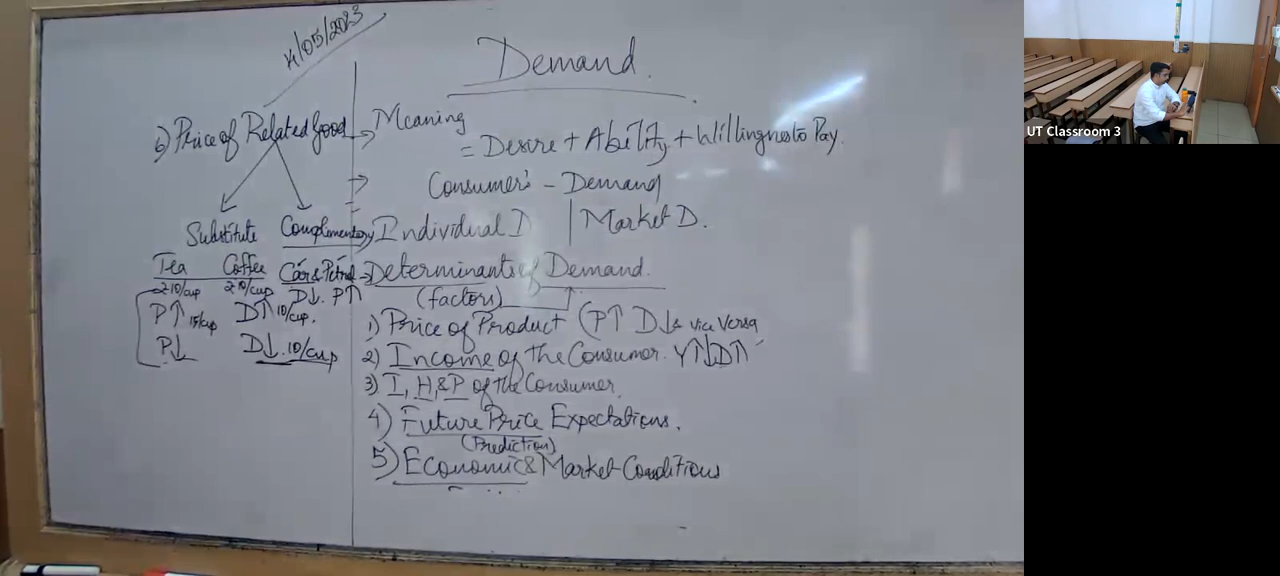 4/05/2023
Demand.
→ Meaning
= Desire + Ability + Willingness to Pay.
→ Consumer's - Demand
Individual D | Market D.
→ Determinants of Demand.
(factors)
1) Price of Product (P↑ D↓ & vice versa
2) Income of the Consumer. Y↑↓D↑
3) I, H, & P of the Consumer.
4) Future Price Expectations.
(Prediction)
5) Economic & Market Conditions
6) Price of Related Good
Substitute Complimentary
Tea Coffee Car & Petrol
10/cup 10/cup D↓. P↑
P↑ 15/cup D↑ 10/cup.
P↓ D↓. 10/cup
UT Classroom 3